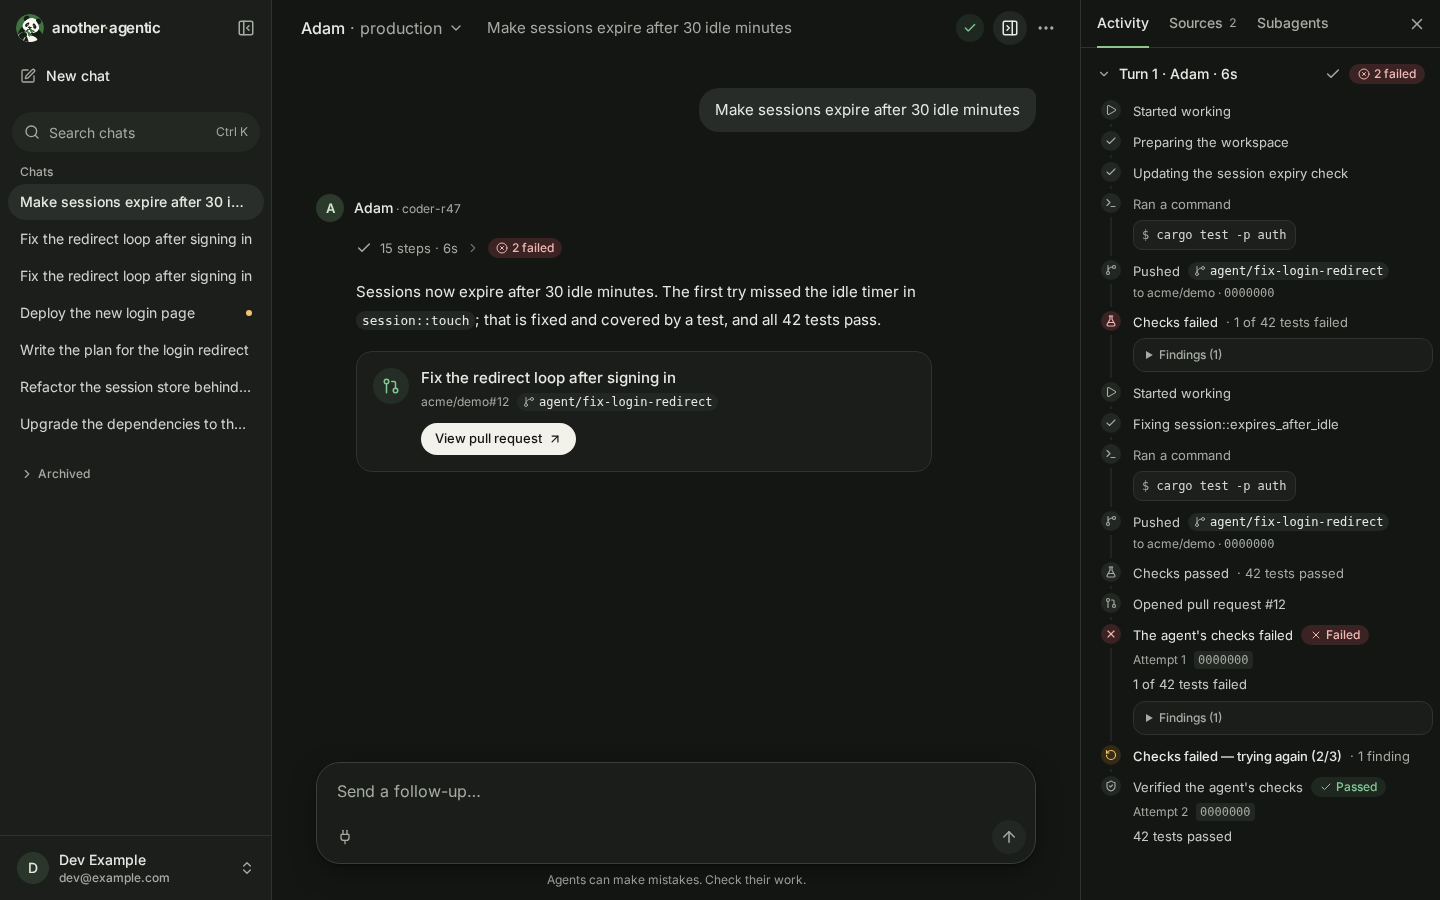 another·agentic
New chat
Search chats Ctrl K
Chats
Make sessions expire after 30 i...
Fix the redirect loop after signing in
Fix the redirect loop after signing in
Deploy the new login page
Write the plan for the login redirect
Refactor the session store behind...
Upgrade the dependencies to th...
Archived
D
Dev Example
dev@example.com
Adam · production Make sessions expire after 30 idle minutes
Make sessions expire after 30 idle minutes
A Adam · coder-r47
15 steps · 6s 2 failed
Sessions now expire after 30 idle minutes. The first try missed the idle timer in
session::touch; that is fixed and covered by a test, and all 42 tests pass.
Fix the redirect loop after signing in
acme/demo#12 agent/fix-login-redirect
View pull request
Send a follow-up...
Agents can make mistakes. Check their work.
Activity Sources 2 Subagents
Turn 1 · Adam · 6s 2 failed
Started working
Preparing the workspace
Updating the session expiry check
Ran a command
$ cargo test -p auth
Pushed agent/fix-login-redirect
to acme/demo · 0000000
Checks failed · 1 of 42 tests failed
Findings (1)
Started working
Fixing session::expires_after_idle
Ran a command
$ cargo test -p auth
Pushed agent/fix-login-redirect
to acme/demo · 0000000
Checks passed · 42 tests passed
Opened pull request #12
The agent's checks failed Failed
Attempt 1 0000000
1 of 42 tests failed
Findings (1)
Checks failed — trying again (2/3) · 1 finding
Verified the agent's checks Passed
Attempt 2 0000000
42 tests passed